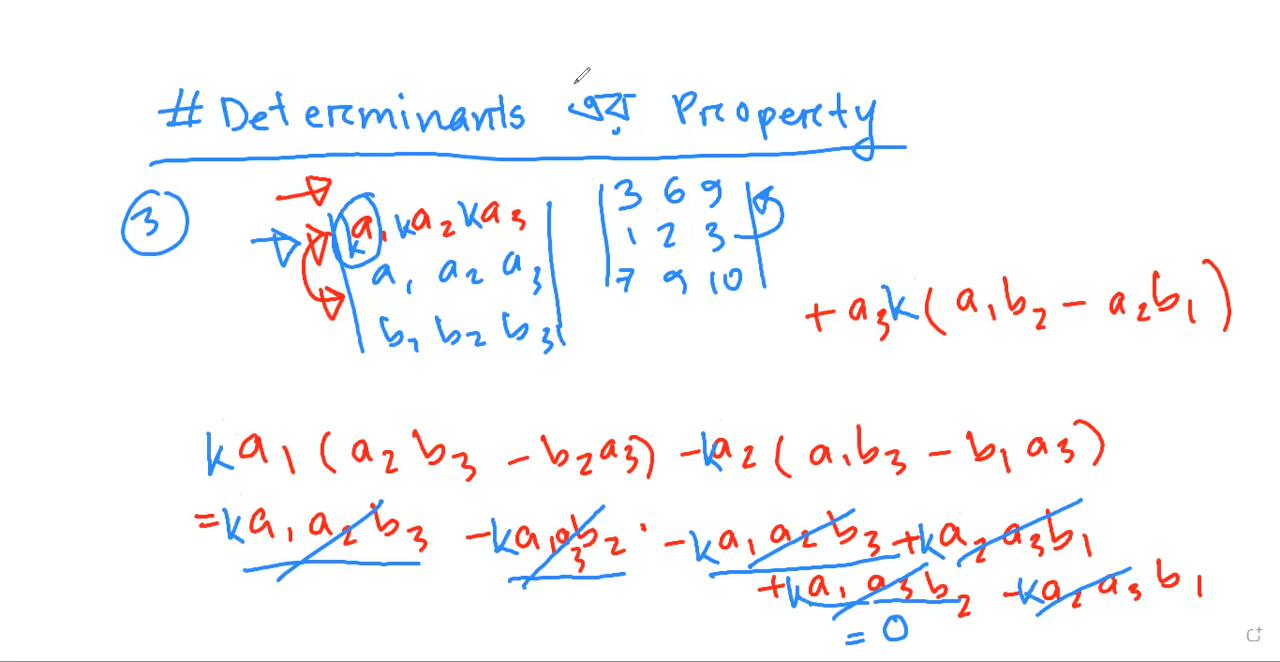 # Determinants এর Property
3
ka₁ ka₂ ka₃
a₁ a₂ a₃
b₁ b₂ b₃
3 6 9
1 2 3
7 9 10
+ a₃k(a₁b₂ - a₂b₁)
ka₁(a₂b₃ - b₂a₃) - ka₂(a₁b₃ - b₁a₃)
= ka₁a₂b₃ - ka₁a₃b₂ - ka₁a₂b₃ + ka₂a₃b₁
+ ka₁a₃b₂ - ka₂a₃b₁
= 0